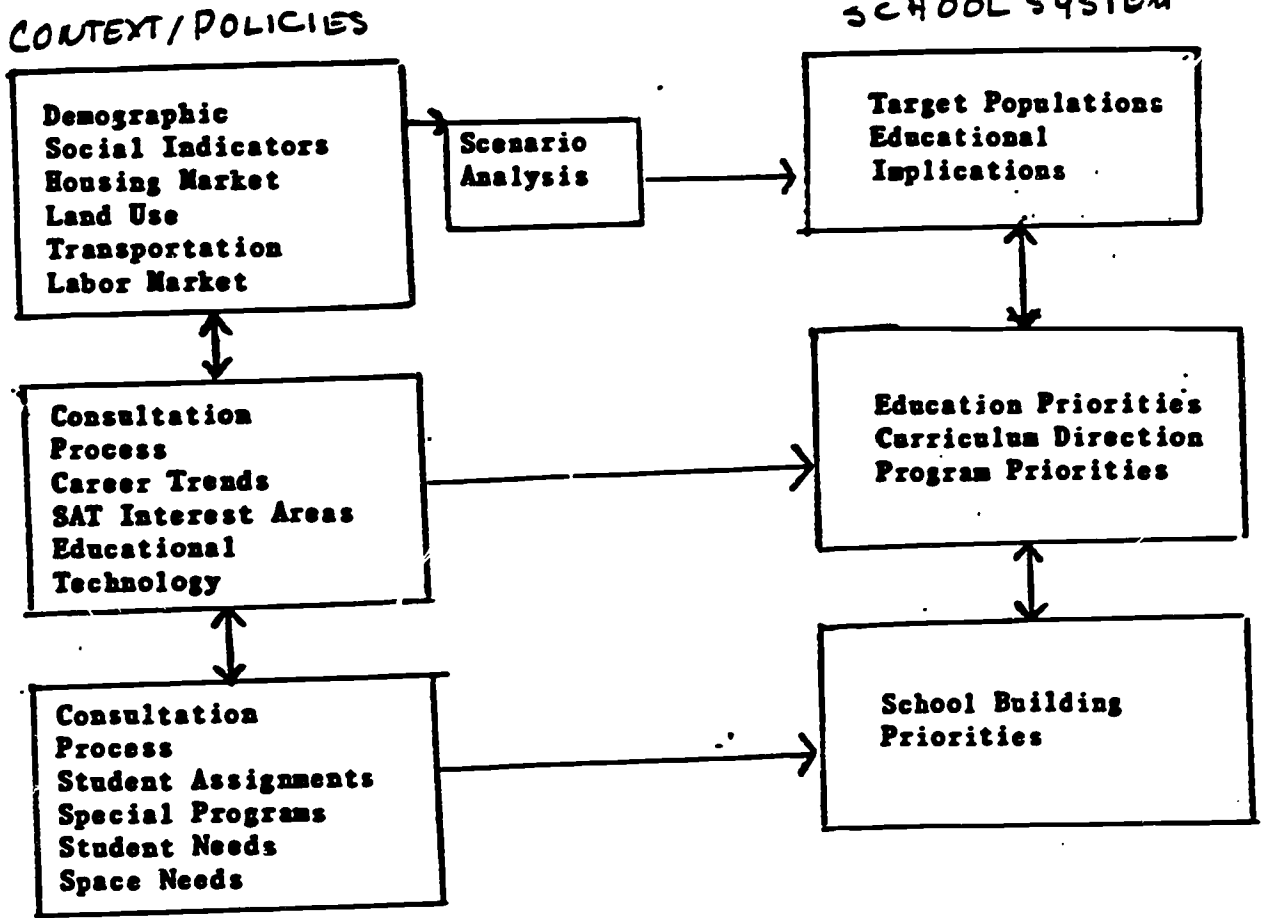 CONTEXT/POLICIES
SCHOOL SYSTEM
Demographic
Social Indicators
Housing Market
Land Use
Transportation
Labor Market
Scenario
Analysis
Target Populations
Educational
Implications
Consultation
Process
Career Trends
SAT Interest Areas
Educational
Technology
Education Priorities
Curriculum Direction
Program Priorities
Consultation
Process
Student Assignments
Special Programs
Student Needs
Space Needs
School Building
Priorities